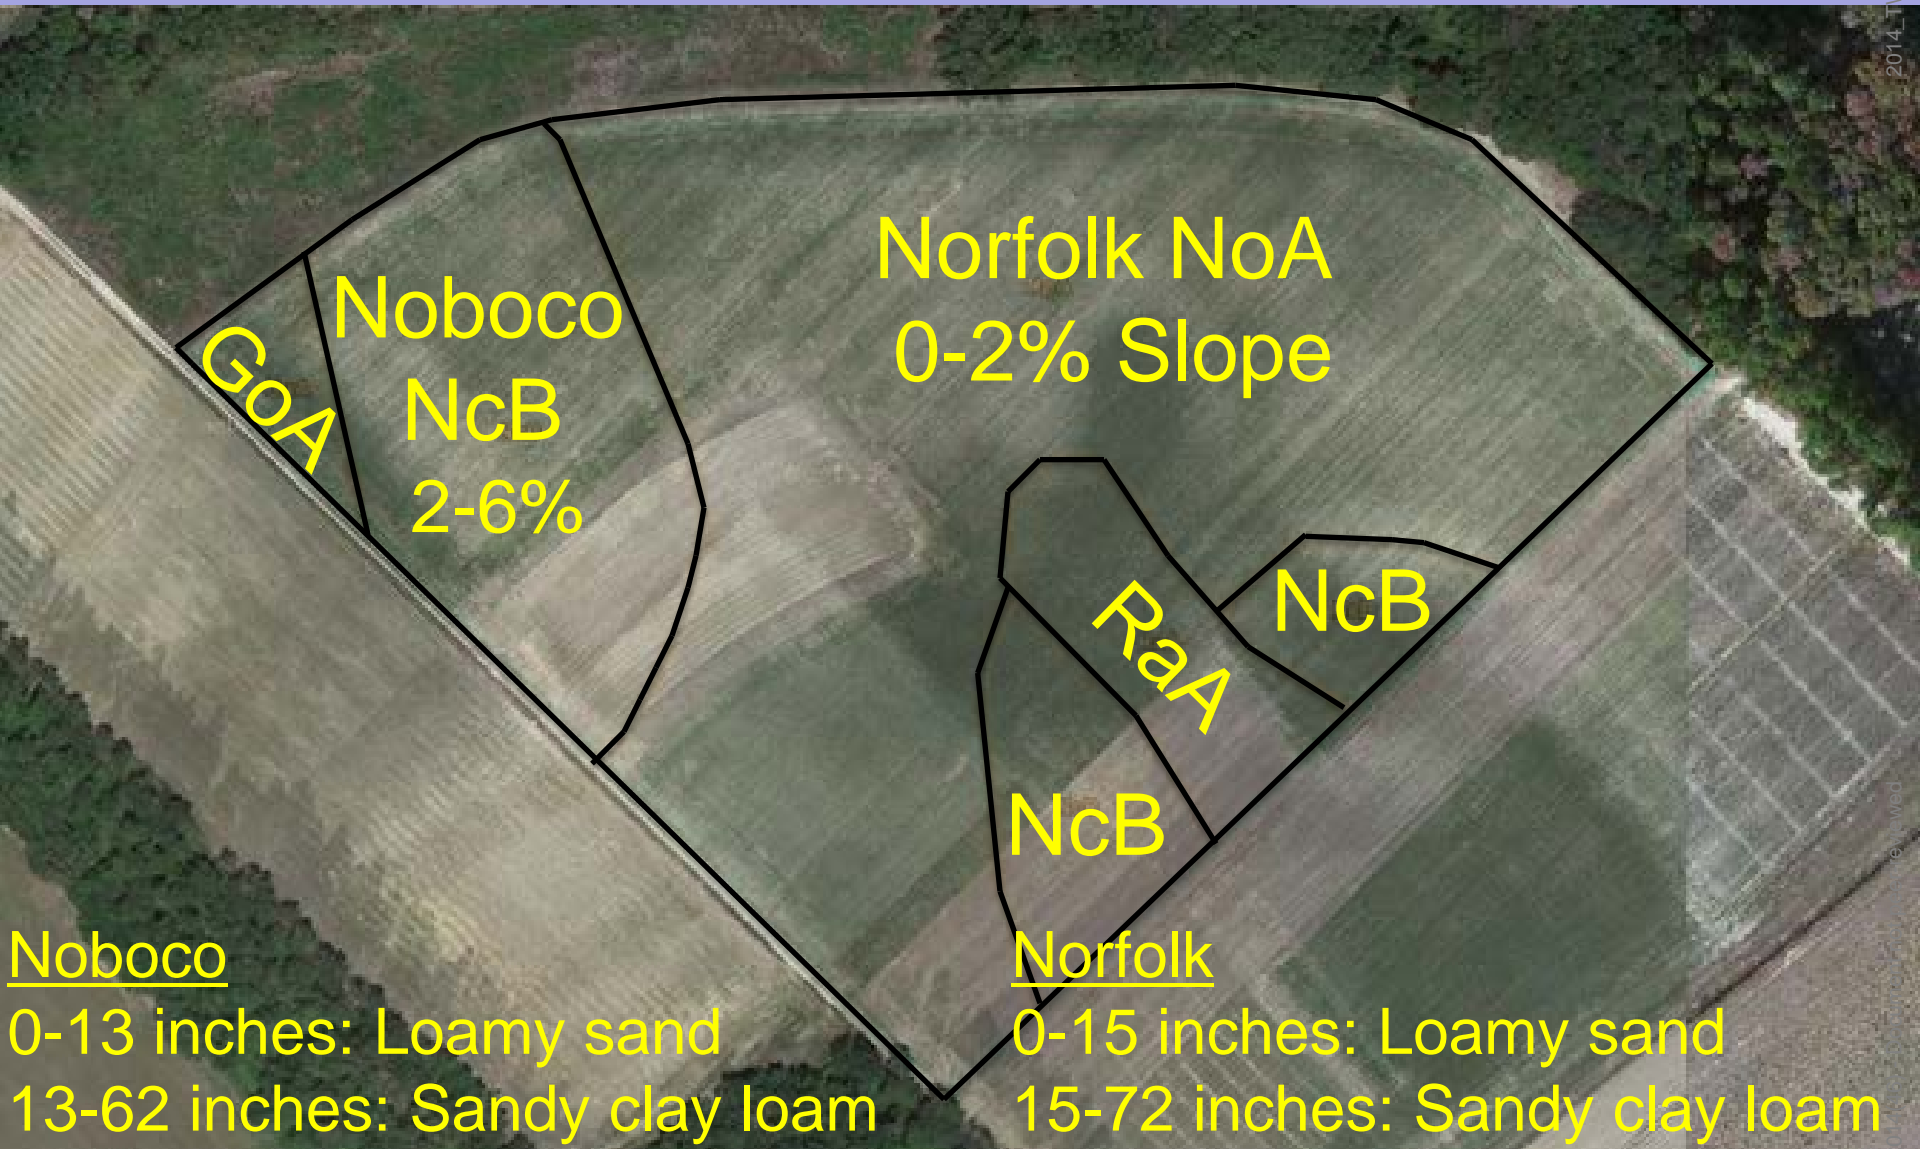 Norfolk NoA
0-2% Slope
Noboco
NcB
2-6%
GoA
RaA
NcB
NcB
Noboco
0-13 inches: Loamy sand
13-62 inches: Sandy clay loam
Norfolk
0-15 inches: Loamy sand
15-72 inches: Sandy clay loam